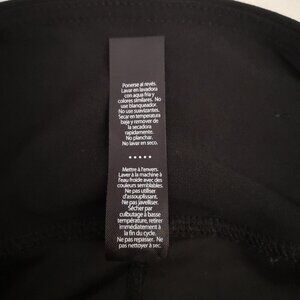 Ponerse al revés.
Lavar en lavadora
con agua fría y
colores similares. No
use blanqueador.
No use suavizantes.
Secar en temperatura
baja y remover de
la secadora
rapidamente.
No planchar.
No lavar en seco.
•••••
Mettre à l'envers.
Laver à la machine à
l'eau froide avec des
couleurs semblables.
Ne pas utiliser
d'assouplissant.
Ne pas javelliser.
Sécher par
culbutage à basse
température, retirer
immédiatement à
la fin du cycle.
Ne pas repasser. Ne
pas nettoyer à sec.